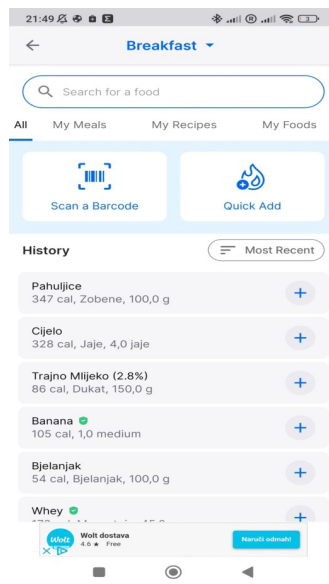 21:49
Breakfast
Search for a food
All My Meals My Recipes My Foods
Scan a Barcode Quick Add
History Most Recent
Pahuljice
347 cal, Zobene, 100,0 g
Cijelo
328 cal, Jaje, 4,0 jaje
Trajno Mlijeko (2.8%)
86 cal, Dukat, 150,0 g
Banana
105 cal, 1,0 medium
Bjelanjak
54 cal, Bjelanjak, 100,0 g
Whey
Wolt
Wolt dostava
4.6 ★ Free
Naruči odmah!